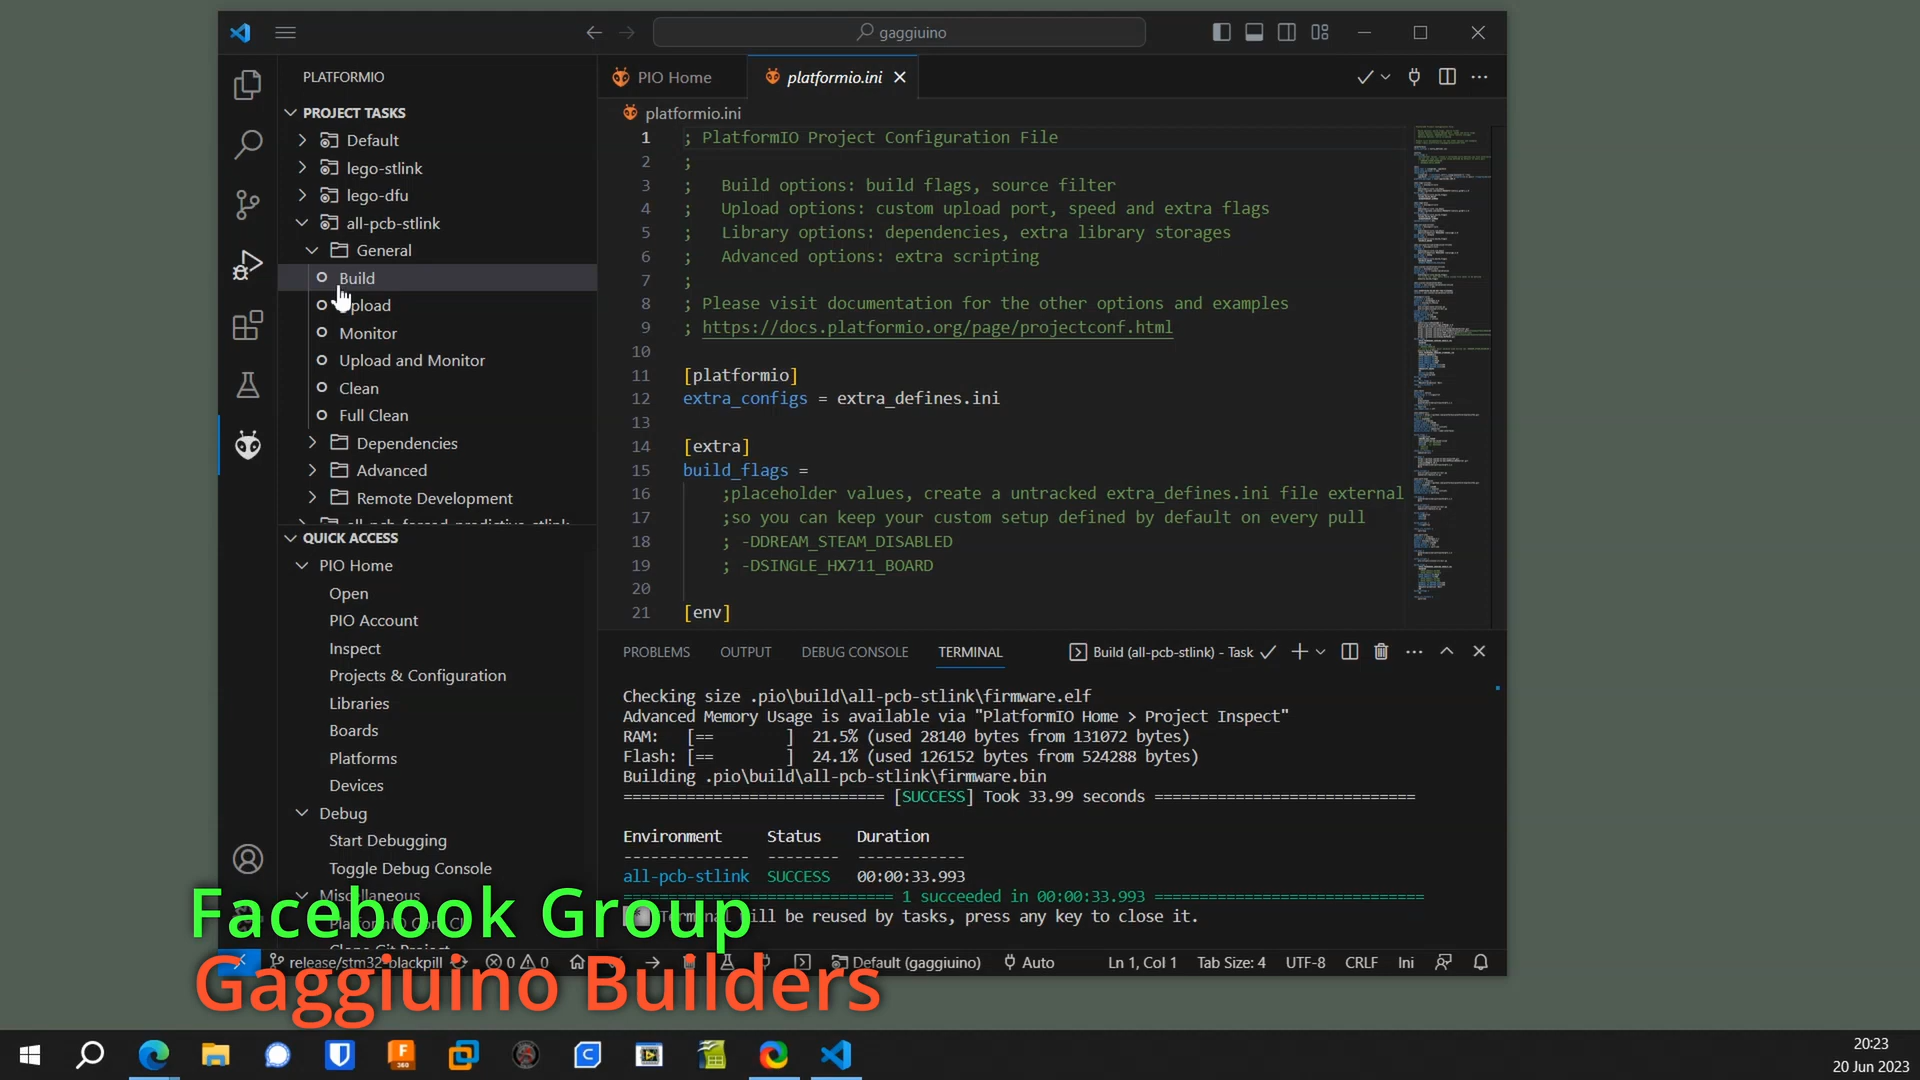 gaggiuino
PLATFORMIO
PROJECT TASKS
Default
lego-stlink
lego-dfu
all-pcb-stlink
General
Build
Upload
Monitor
Upload and Monitor
Clean
Full Clean
Dependencies
Advanced
Remote Development
all-pcb-forced-predictive-stlink
QUICK ACCESS
PIO Home
Open
PIO Account
Inspect
Projects & Configuration
Libraries
Boards
Platforms
Devices
Debug
Start Debugging
Toggle Debug Console
Miscellaneous
PIO Home
platformio.ini
platformio.ini
1 ; PlatformIO Project Configuration File
2 ;
3 ; Build options: build flags, source filter
4 ; Upload options: custom upload port, speed and extra flags
5 ; Library options: dependencies, extra library storages
6 ; Advanced options: extra scripting
7 ;
8 ; Please visit documentation for the other options and examples
9 ; https://docs.platformio.org/page/projectconf.html
10
11 [platformio]
12 extra_configs = extra_defines.ini
13
14 [extra]
15 build_flags =
16 ;placeholder values, create a untracked extra_defines.ini file external
17 ;so you can keep your custom setup defined by default on every pull
18 ; -DDREAM_STEAM_DISABLED
19 ; -DSINGLE_HX711_BOARD
20
21 [env]
PROBLEMS OUTPUT DEBUG CONSOLE TERMINAL Build (all-pcb-stlink) - Task
Checking size .pio\build\all-pcb-stlink\firmware.elf
Advanced Memory Usage is available via "PlatformIO Home > Project Inspect"
RAM: [== ] 21.5% (used 28140 bytes from 131072 bytes)
Flash: [== ] 24.1% (used 126152 bytes from 524288 bytes)
Building .pio\build\all-pcb-stlink\firmware.bin
============================ [SUCCESS] Took 33.99 seconds ============================
Environment Status Duration
-------------- -------- ------------
all-pcb-stlink SUCCESS 00:00:33.993
============================= 1 succeeded in 00:00:33.993 =============================
Terminal will be reused by tasks, press any key to close it.
Facebook Group
Gaggiuino Builders
release/stm32-blackpill 0 0 Default (gaggiuino) Auto Ln 1, Col 1 Tab Size: 4 UTF-8 CRLF Ini
20:23
20 Jun 2023